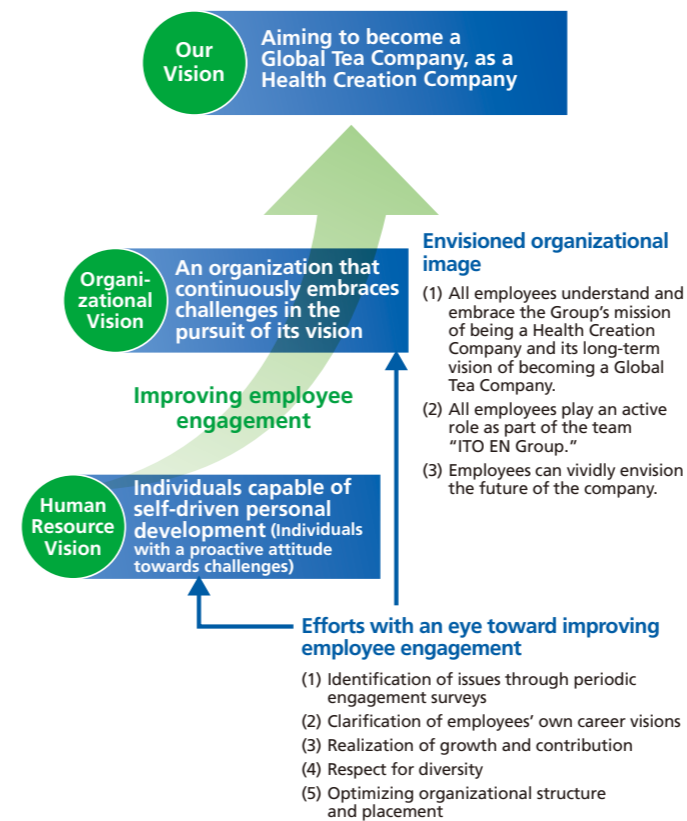 Our
Vision
Aiming to become a
Global Tea Company, as a
Health Creation Company
Organi-
zational
Vision
An organization that
continuously embraces
challenges in the
pursuit of its vision
Envisioned organizational
image
(1) All employees understand and
embrace the Group's mission
of being a Health Creation
Company and its long-term
vision of becoming a Global
Tea Company.
(2) All employees play an active
role as part of the team
“ITO EN Group.”
(3) Employees can vividly envision
the future of the company.
Improving employee
engagement
Human
Resource
Vision
Individuals capable of
self-driven personal
development (Individuals
with a proactive attitude
towards challenges)
Efforts with an eye toward improving
employee engagement
(1) Identification of issues through periodic
engagement surveys
(2) Clarification of employees' own career visions
(3) Realization of growth and contribution
(4) Respect for diversity
(5) Optimizing organizational structure
and placement